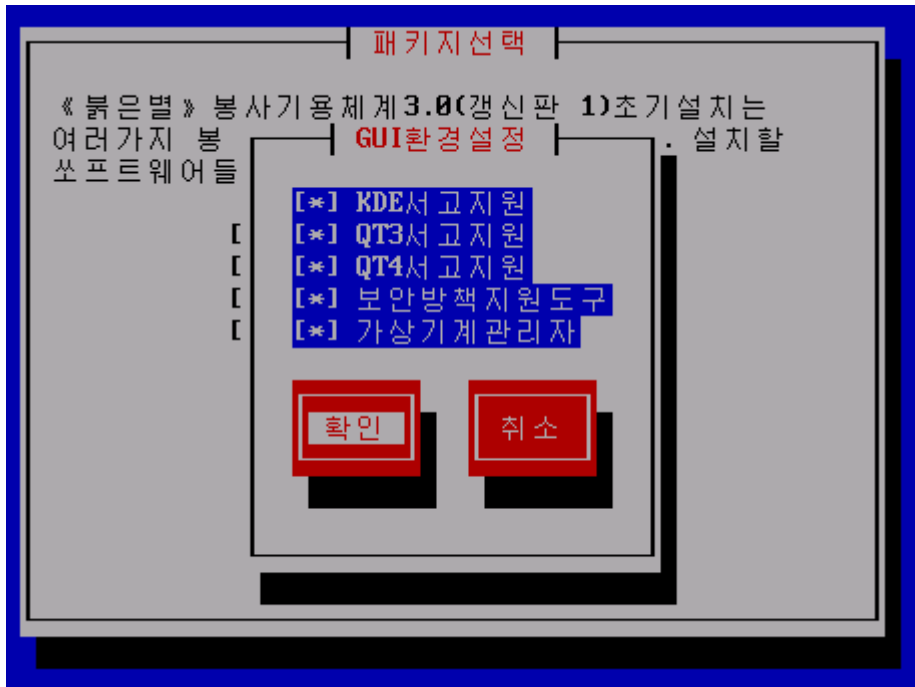 패키지선택
《붉은별》봉사기용체계3.0(갱신판 1)초기설치는
여러가지 봉 . 설치할
쏘프트웨어들
GUI환경설정
[*] KDE서고지원
[*] QT3서고지원
[*] QT4서고지원
[*] 보안방책지원도구
[*] 가상기계관리자
[
[
[
[
확인 취소